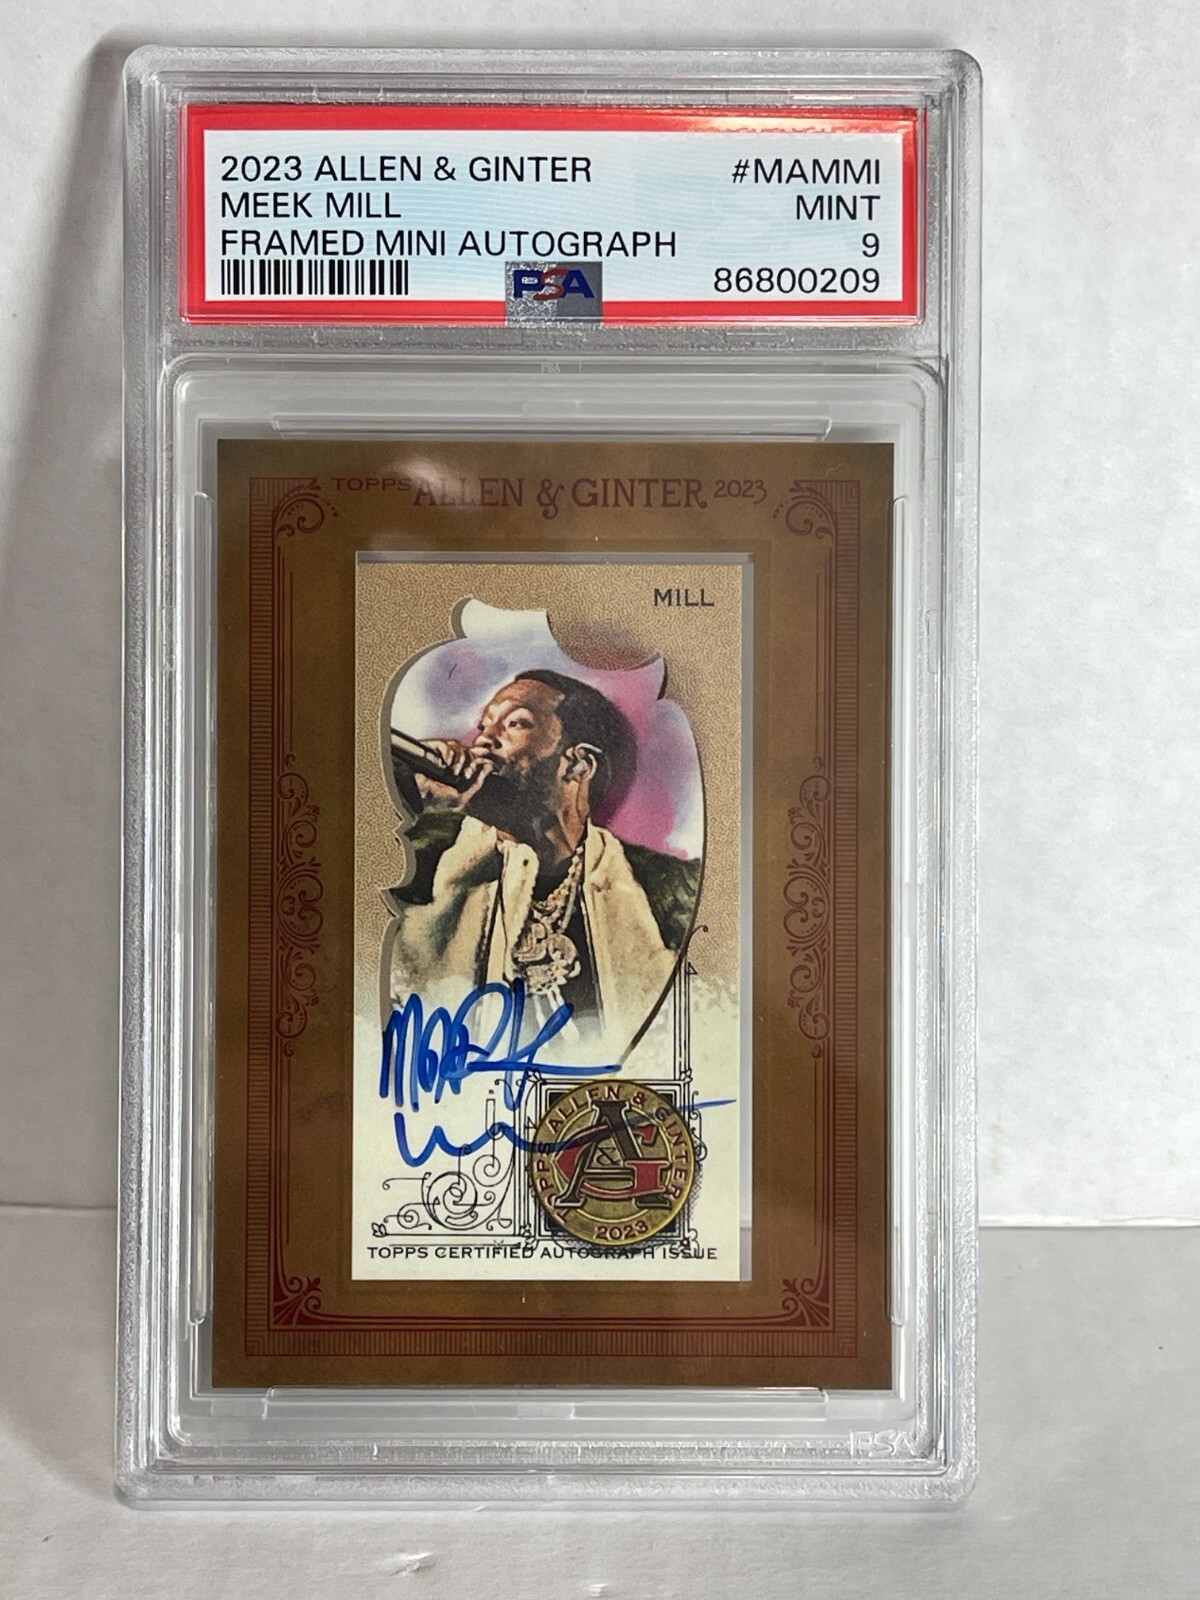 2023 ALLEN & GINTER #MAMMI
MEEK MILL MINT
FRAMED MINI AUTOGRAPH 9
PSA 86800209
TOPPS ALLEN & GINTER 2023
MILL
TOPPS ALLEN & GINTER
AG
2023
TOPPS CERTIFIED AUTOGRAPH ISSUE
PSA